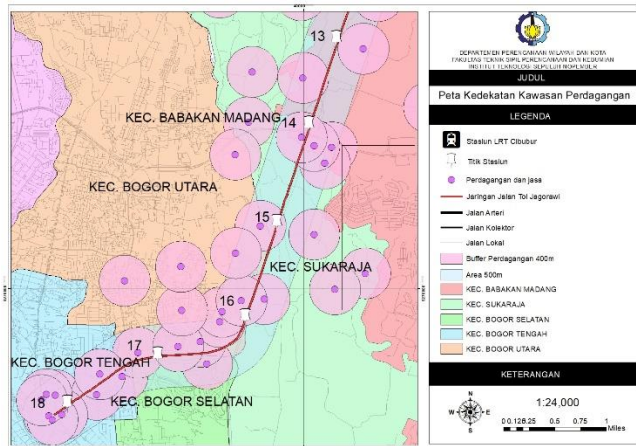 13
KEC. BABAKAN MADANG
14
KEC. BOGOR UTARA
15
KEC. SUKARAJA
16
17
KEC. BOGOR TENGAH
18
KEC. BOGOR SELATAN
DEPARTEMEN PERENCANAAN WILAYAH DAN KOTA
FAKULTAS TEKNIK SIPIL PERENCANAAN DAN KEBUMIAN
INSTITUT TEKNOLOGI SEPULUH NOPEMBER
JUDUL
Peta Kedekatan Kawasan Perdagangan
LEGENDA
Stasiun LRT Cibubur
Titik Stasiun
Perdagangan dan jasa
Jaringan Jalan Tol Jagorawi
Jalan Arteri
Jalan Kolektor
Jalan Lokal
Buffer Perdagangan 400m
Area 500m
KEC. BABAKAN MADANG
KEC. SUKARAJA
KEC. BOGOR SELATAN
KEC. BOGOR TENGAH
KEC. BOGOR UTARA
KETERANGAN
N
W E
S
1:24,000
0 0.126.25 0.5 0.75 1
Miles